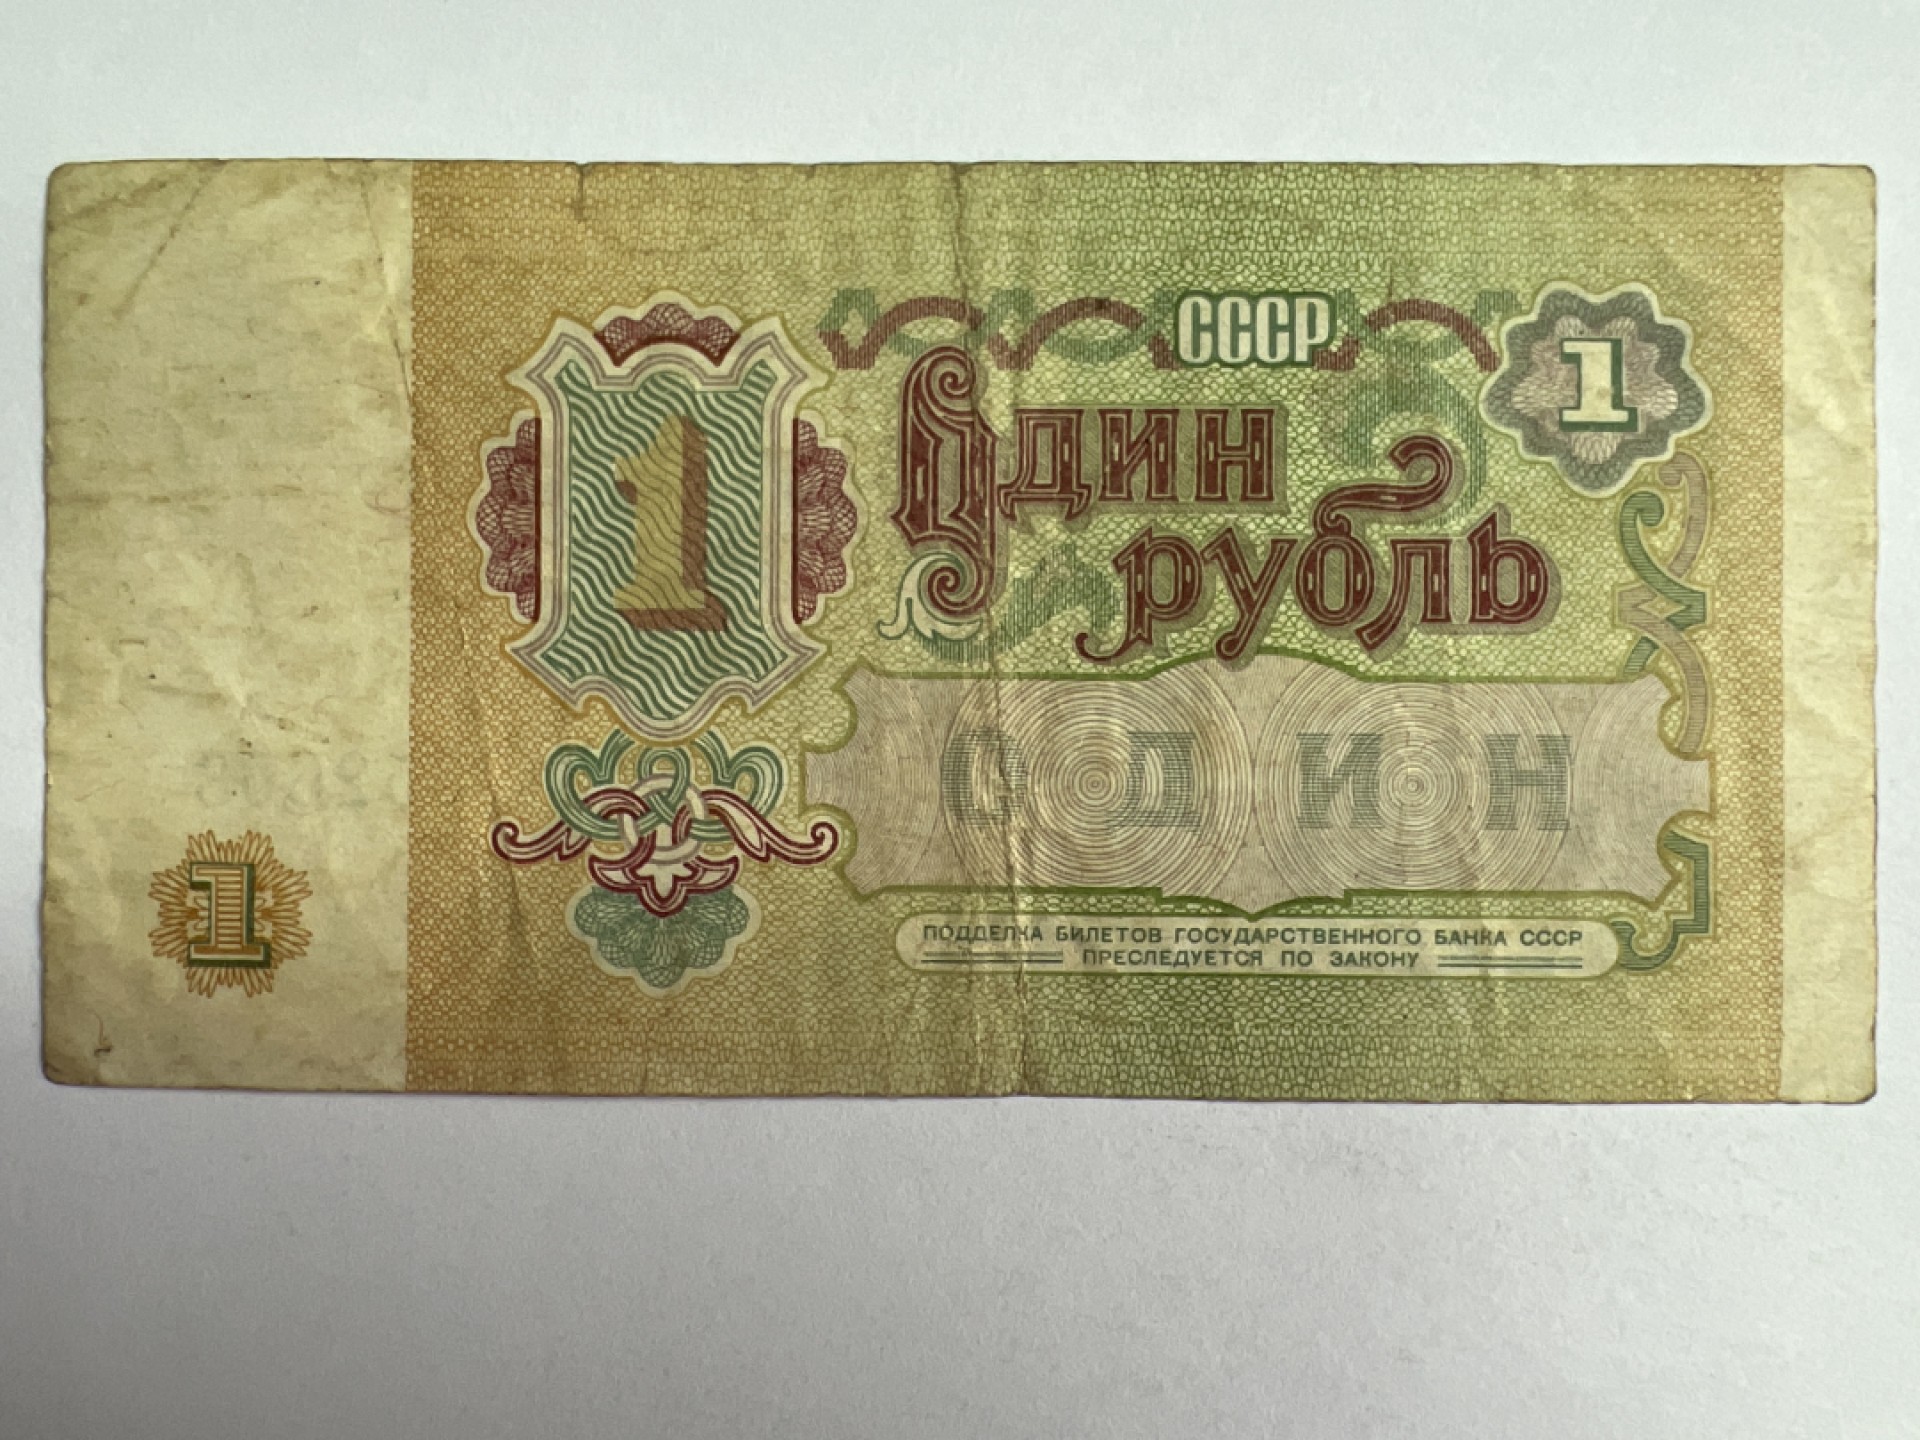 СССР
1
1
Один
рубль
ОДИН
1
ПОДДЕЛКА БИЛЕТОВ ГОСУДАРСТВЕННОГО БАНКА СССР
ПРЕСЛЕДУЕТСЯ ПО ЗАКОНУ